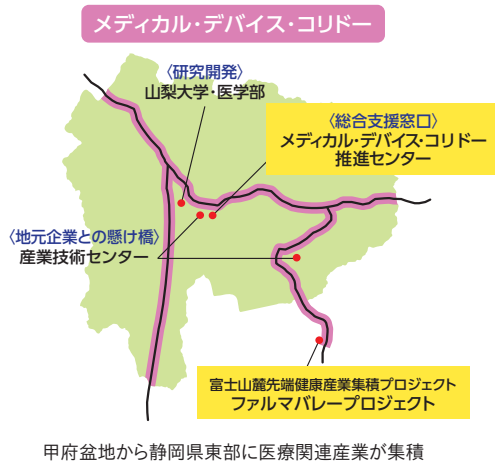 メディカル・デバイス・コリドー
〈研究開発〉
山梨大学・医学部
〈総合支援窓口〉
メディカル・デバイス・コリドー
推進センター
〈地元企業との懸け橋〉
産業技術センター
富士山麓先端健康産業集積プロジェクト
ファルマバレープロジェクト
甲府盆地から静岡県東部に医療関連産業が集積